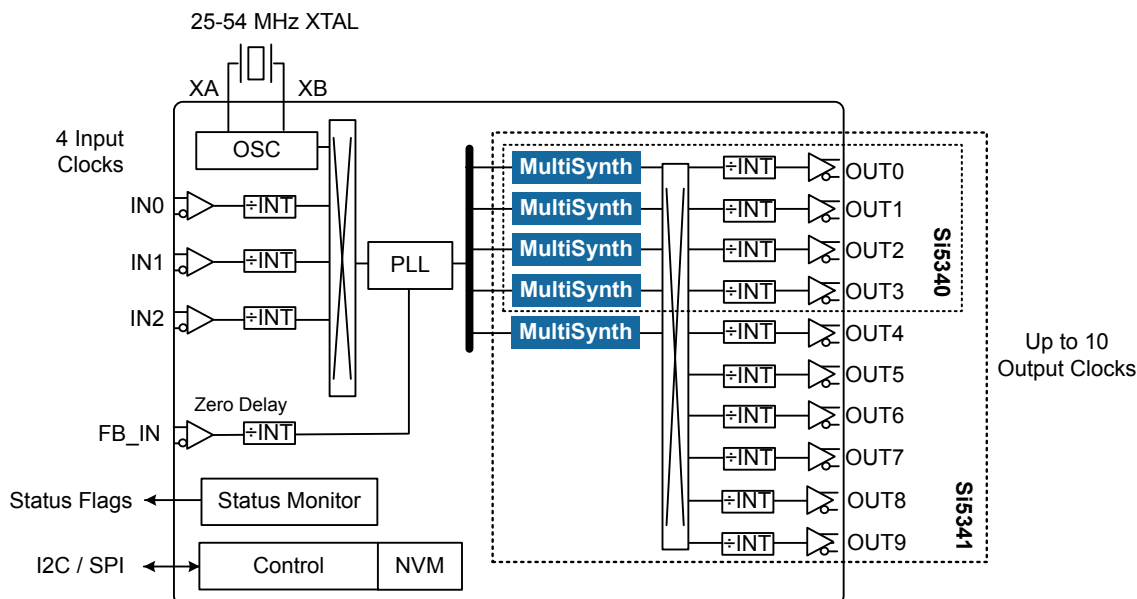 25-54 MHz XTAL
XA
XB
4 Input
Clocks
OSC
IN0
÷INT
IN1
÷INT
IN2
÷INT
PLL
Zero Delay
FB_IN
÷INT
Status Flags
Status Monitor
I2C / SPI
Control
NVM
MultiSynth
MultiSynth
MultiSynth
MultiSynth
MultiSynth
÷INT
OUT0
÷INT
OUT1
÷INT
OUT2
÷INT
OUT3
÷INT
OUT4
÷INT
OUT5
÷INT
OUT6
÷INT
OUT7
÷INT
OUT8
÷INT
OUT9
Si5340
Si5341
Up to 10
Output Clocks